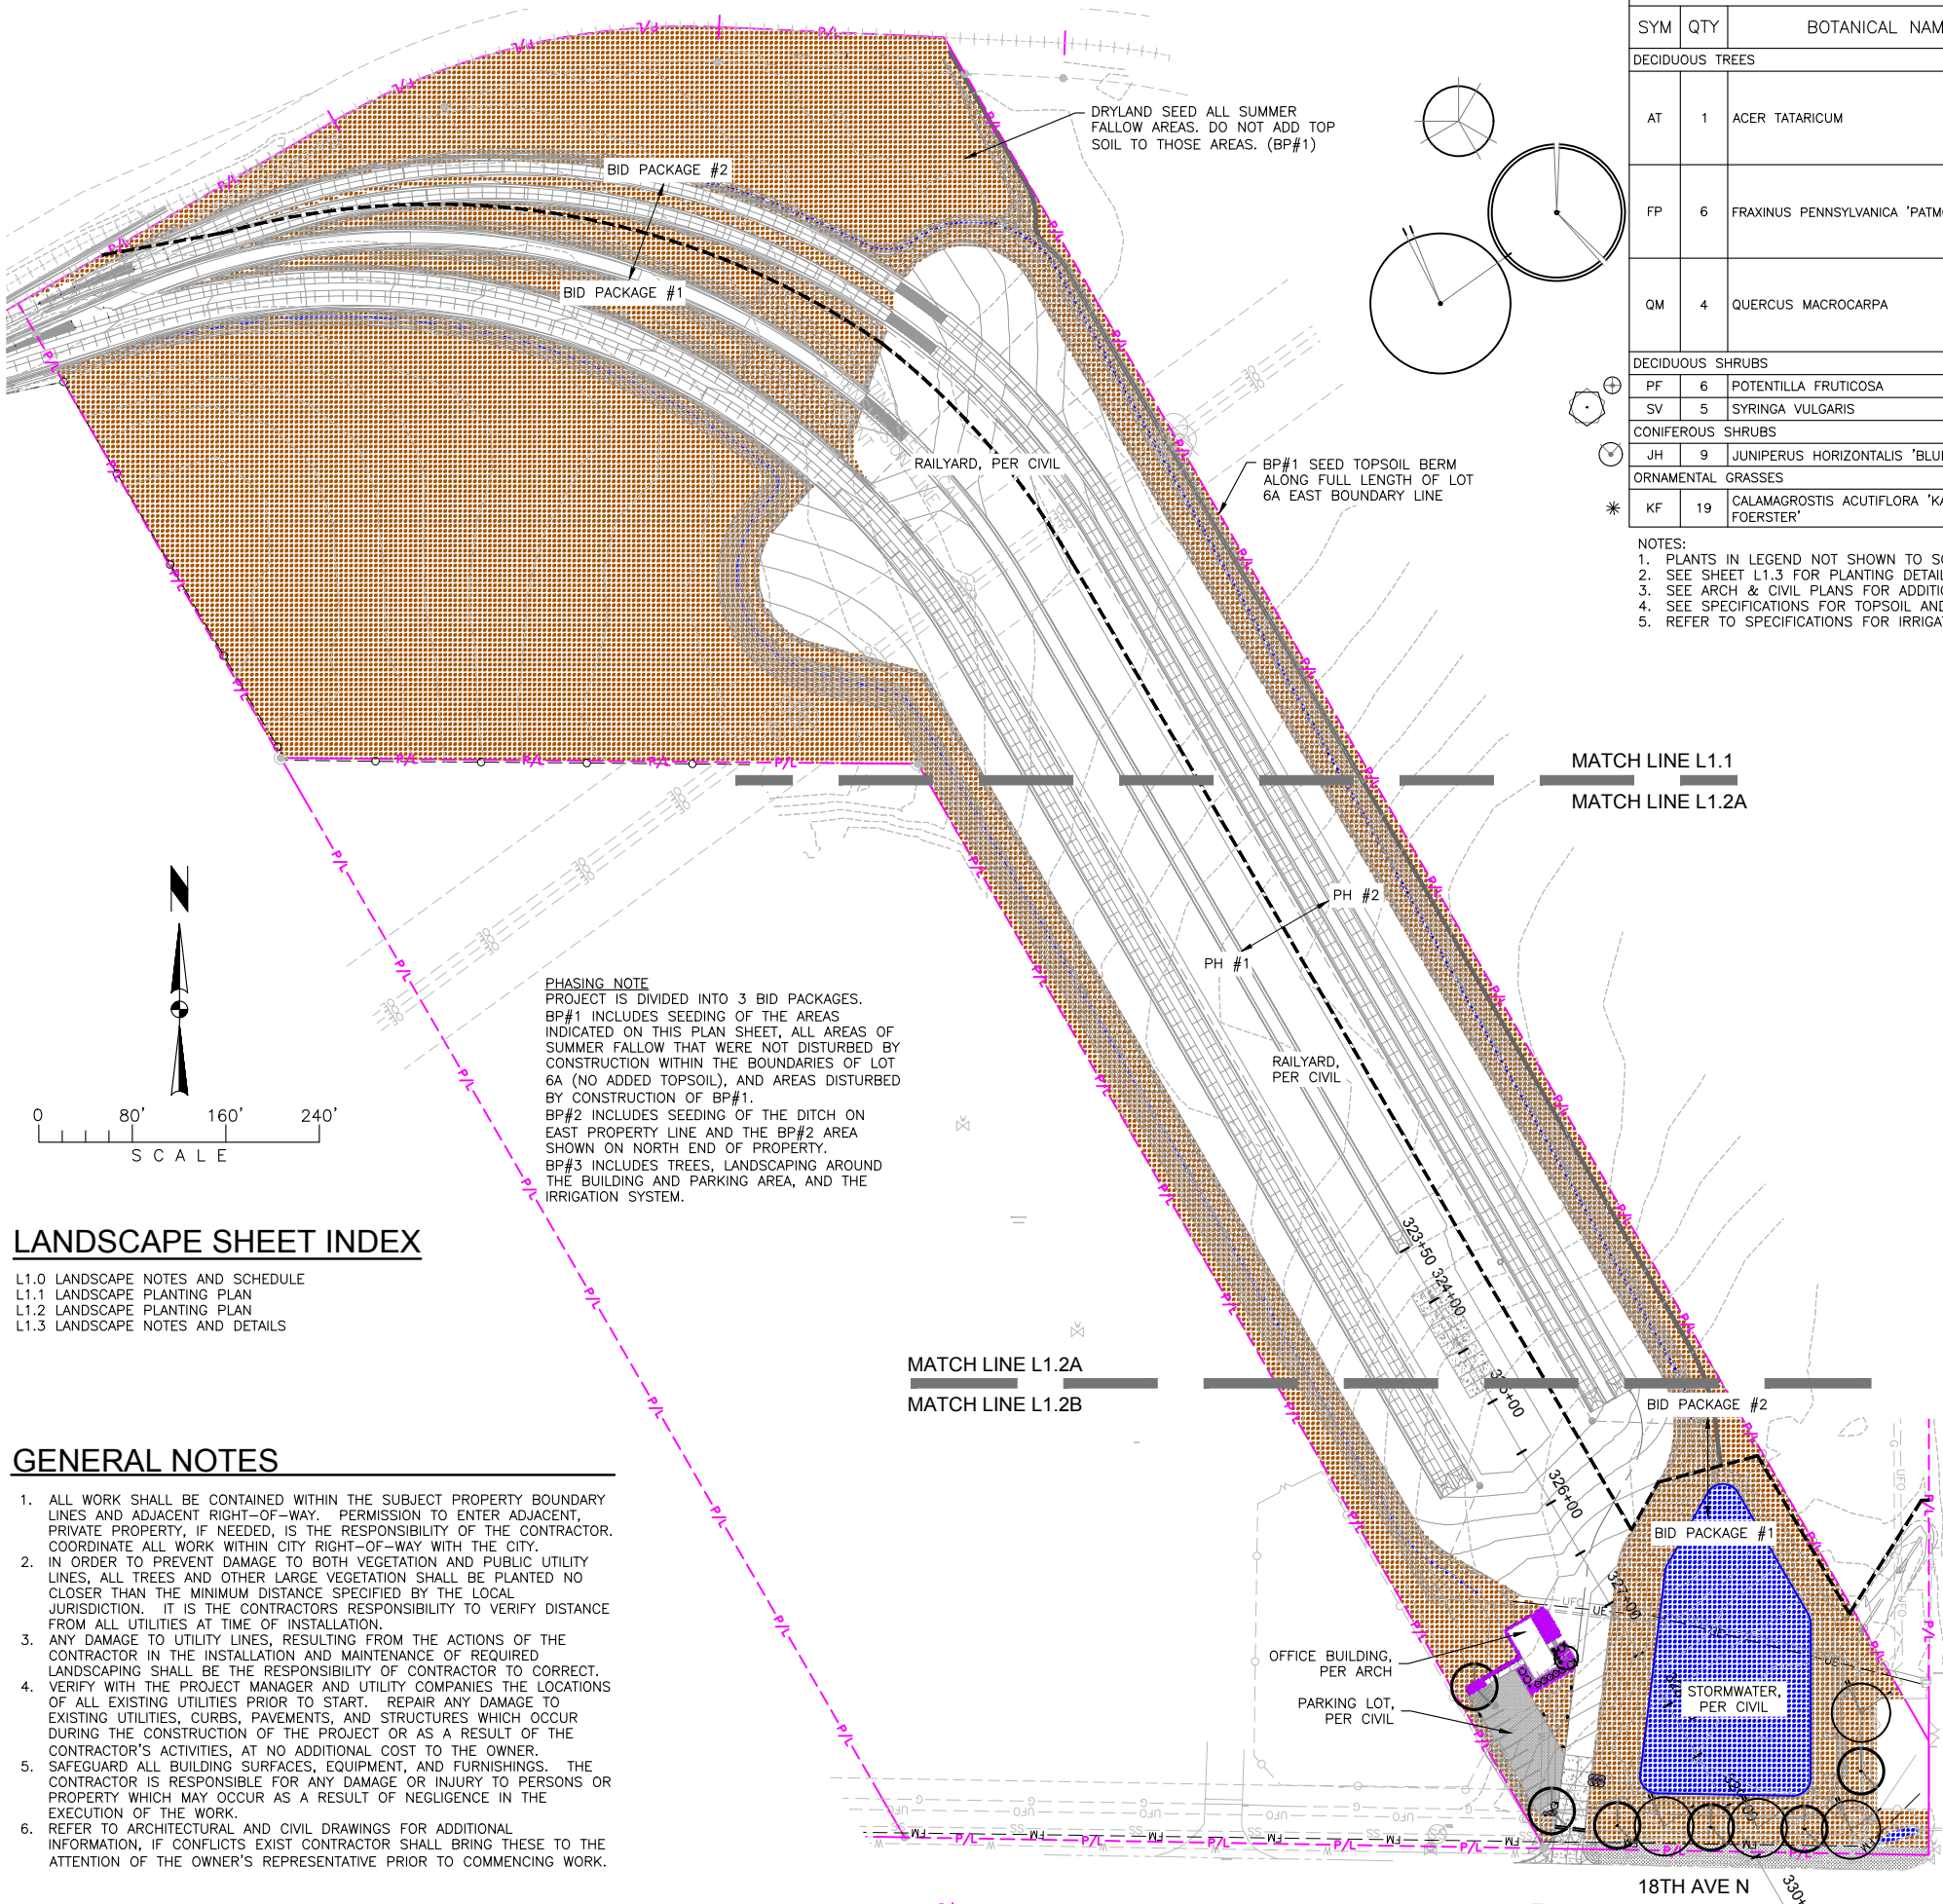 SYM QTY BOTANICAL NAM
DECIDUOUS TREES
AT 1 ACER TATARICUM
FP 6 FRAXINUS PENNSYLVANICA
QM 4 QUERCUS MACROCARPA
DECIDUOUS SHRUBS
PF 6 POTENTILLA FRUTICOSA
SV 5 SYRINGA VULGARIS
CONIFEROUS SHRUBS
JH 9 JUNIPERUS HORIZONTALIS
ORNAMENTAL GRASSES
KF 19 CALAMAGROSTIS ACUTIFLORA
FOERSTER'
NOTES:
1. PLANTS IN LEGEND NOT SHOWN TO
2. SEE SHEET L1.3 FOR PLANTING
3. SEE ARCH & CIVIL PLANS FOR
4. SEE SPECIFICATIONS FOR TOPSOIL
5. REFER TO SPECIFICATIONS FOR
DRYLAND SEED ALL SUMMER
FALLOW AREAS. DO NOT ADD TOP
SOIL TO THOSE AREAS. (BP#1)
BID PACKAGE #2
BID PACKAGE #1
RAILYARD, PER CIVIL
BP#1 SEED TOPSOIL BERM
ALONG FULL LENGTH OF LOT
6A EAST BOUNDARY LINE
MATCH LINE L1.1
MATCH LINE L1.2A
PH #2
PH #1
RAILYARD,
PER CIVIL
N
0 80' 160' 240'
SCALE
PHASING NOTE
PROJECT IS DIVIDED INTO 3 BID PACKAGES.
BP#1 INCLUDES SEEDING OF THE AREAS
INDICATED ON THIS PLAN SHEET, ALL AREAS OF
SUMMER FALLOW THAT WERE NOT DISTURBED BY
CONSTRUCTION WITHIN THE BOUNDARIES OF LOT
6A (NO ADDED TOPSOIL), AND AREAS DISTURBED
BY CONSTRUCTION OF BP#1.
BP#2 INCLUDES SEEDING OF THE DITCH ON
EAST PROPERTY LINE AND THE BP#2 AREA
SHOWN ON NORTH END OF PROPERTY.
BP#3 INCLUDES TREES, LANDSCAPING AROUND
THE BUILDING AND PARKING AREA, AND THE
IRRIGATION SYSTEM.
LANDSCAPE SHEET INDEX
L1.0 LANDSCAPE NOTES AND SCHEDULE
L1.1 LANDSCAPE PLANTING PLAN
L1.2 LANDSCAPE PLANTING PLAN
L1.3 LANDSCAPE NOTES AND DETAILS
323+50
324+00
MATCH LINE L1.2A
MATCH LINE L1.2B
326+00
327+00
BID PACKAGE #2
BID PACKAGE #1
GENERAL NOTES
1. ALL WORK SHALL BE CONTAINED WITHIN THE SUBJECT PROPERTY BOUNDARY
LINES AND ADJACENT RIGHT-OF-WAY. PERMISSION TO ENTER ADJACENT,
PRIVATE PROPERTY, IF NEEDED, IS THE RESPONSIBILITY OF THE CONTRACTOR.
COORDINATE ALL WORK WITHIN CITY RIGHT-OF-WAY WITH THE CITY.
2. IN ORDER TO PREVENT DAMAGE TO BOTH VEGETATION AND PUBLIC UTILITY
LINES, ALL TREES AND OTHER LARGE VEGETATION SHALL BE PLANTED NO
CLOSER THAN THE MINIMUM DISTANCE SPECIFIED BY THE LOCAL
JURISDICTION. IT IS THE CONTRACTORS RESPONSIBILITY TO VERIFY DISTANCE
FROM ALL UTILITIES AT TIME OF INSTALLATION.
3. ANY DAMAGE TO UTILITY LINES, RESULTING FROM THE ACTIONS OF THE
CONTRACTOR IN THE INSTALLATION AND MAINTENANCE OF REQUIRED
LANDSCAPING SHALL BE THE RESPONSIBILITY OF CONTRACTOR TO CORRECT.
4. VERIFY WITH THE PROJECT MANAGER AND UTILITY COMPANIES THE LOCATIONS
OF ALL EXISTING UTILITIES PRIOR TO START. REPAIR ANY DAMAGE TO
EXISTING UTILITIES, CURBS, PAVEMENTS, AND STRUCTURES WHICH OCCUR
DURING THE CONSTRUCTION OF THE PROJECT OR AS A RESULT OF THE
CONTRACTOR'S ACTIVITIES, AT NO ADDITIONAL COST TO THE OWNER.
5. SAFEGUARD ALL BUILDING SURFACES, EQUIPMENT, AND FURNISHINGS. THE
CONTRACTOR IS RESPONSIBLE FOR ANY DAMAGE OR INJURY TO PERSONS OR
PROPERTY WHICH MAY OCCUR AS A RESULT OF NEGLIGENCE IN THE
EXECUTION OF THE WORK.
6. REFER TO ARCHITECTURAL AND CIVIL DRAWINGS FOR ADDITIONAL
INFORMATION, IF CONFLICTS EXIST CONTRACTOR SHALL BRING THESE TO THE
ATTENTION OF THE OWNER'S REPRESENTATIVE PRIOR TO COMMENCING WORK.
OFFICE BUILDING,
PER ARCH
PARKING LOT,
PER CIVIL
STORMWATER,
PER CIVIL
18TH AVE N